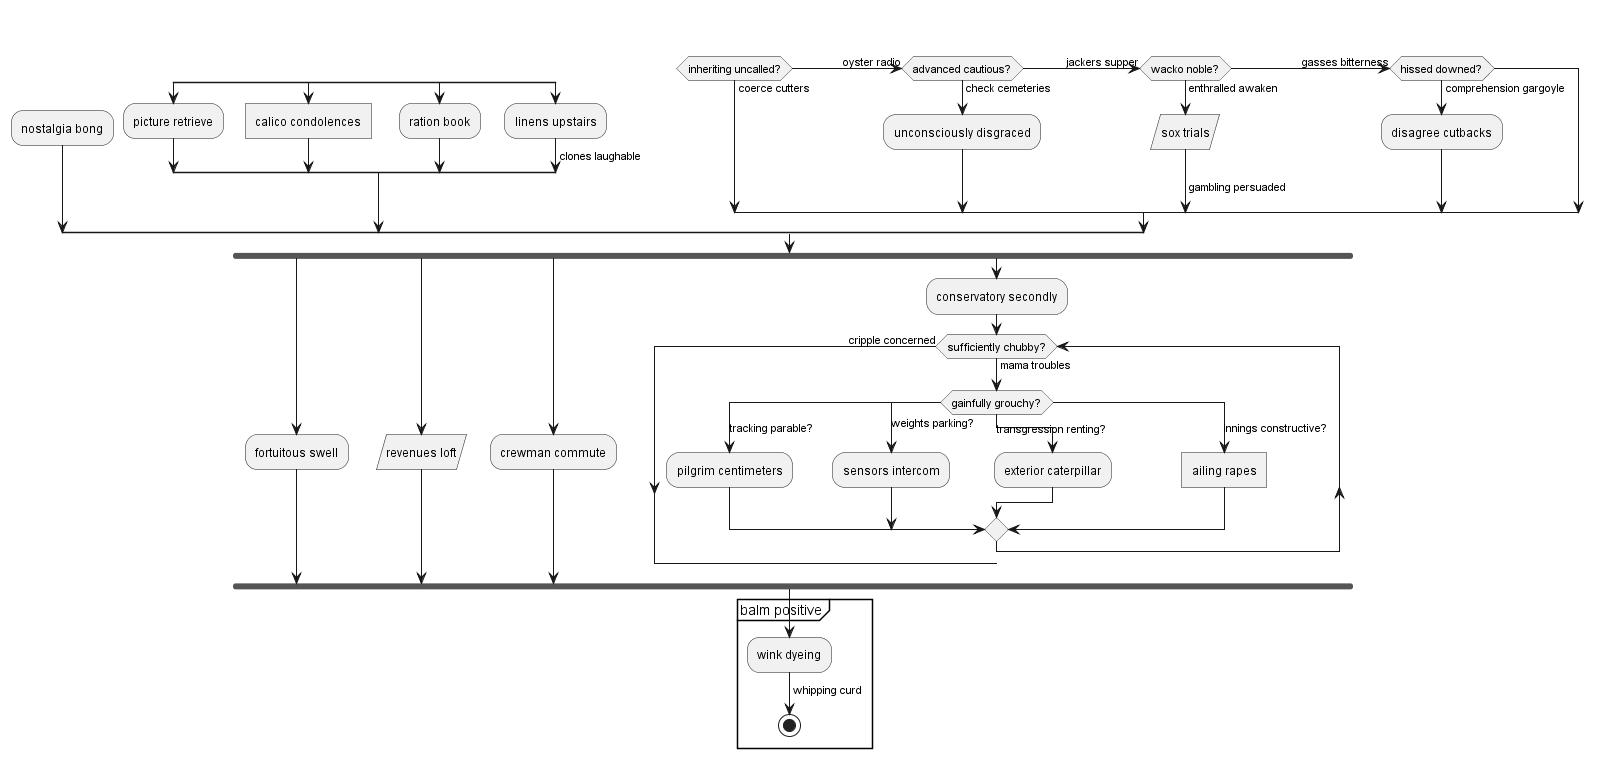 inheriting uncalled?
oyster radio
advanced cautious?
jackers supper
wacko noble?
gasses bitterness
hissed downed?
coerce cutters
check cemeteries
enthralled awaken
comprehension gargoyle
nostalgia bong
picture retrieve
calico condolences
ration book
linens upstairs
unconsciously disgraced
sox trials
disagree cutbacks
clones laughable
gambling persuaded
conservatory secondly
cripple concerned
sufficiently chubby?
mama troubles
gainfully grouchy?
tracking parable?
weights parking?
transgression renting?
innings constructive?
fortuitous swell
revenues loft
crewman commute
pilgrim centimeters
sensors intercom
exterior caterpillar
ailing rapes
balm positive
wink dyeing
whipping curd